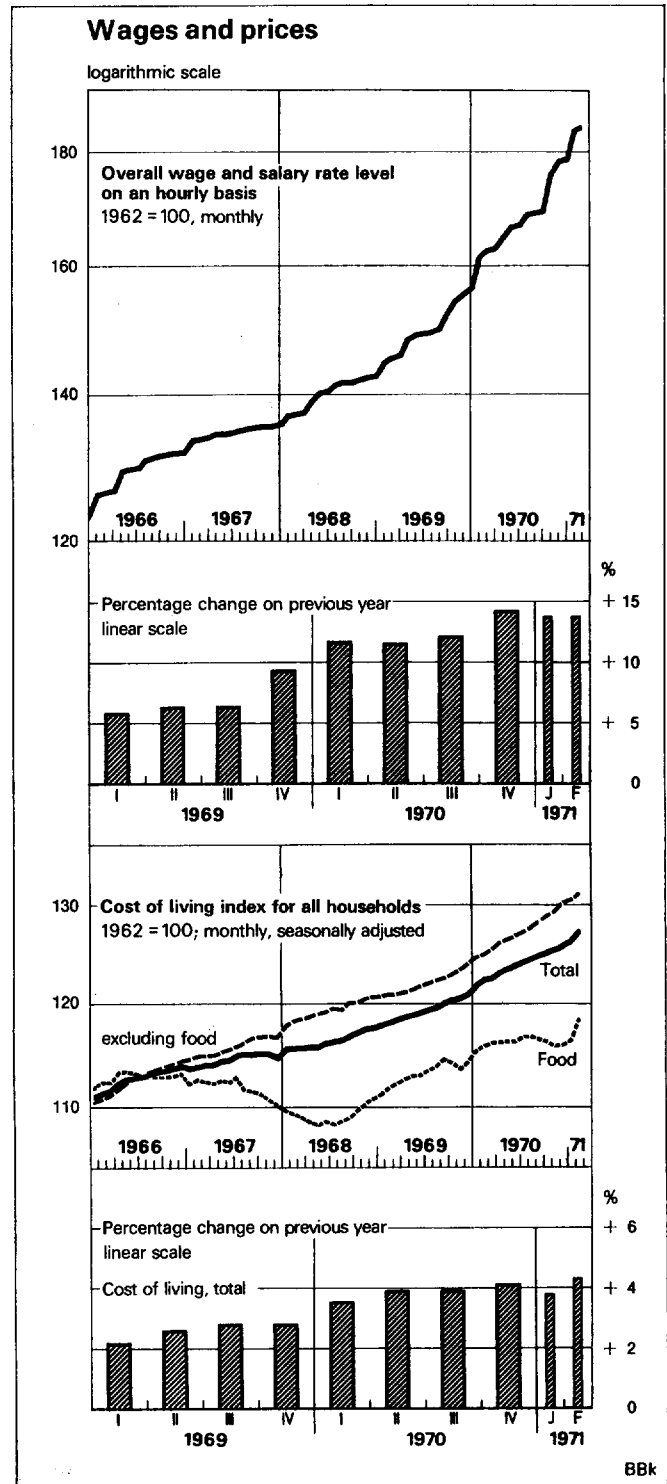 Wages and prices
logarithmic scale
180
Overall wage and salary rate level
on an hourly basis
1962 = 100, monthly
160
140
1966 1967 1968 1969 1970 71
120
%
Percentage change on previous year + 15
linear scale
+ 10
+ 5
0
I II III IV I II III IV J F
1969 1970 1971
130 Cost of living index for all households
1962 = 100; monthly, seasonally adjusted
Total
120
excluding food
Food
110
1966 1967 1968 1969 1970 71
%
Percentage change on previous year + 6
linear scale
Cost of living, total + 4
+ 2
0
I II III IV I II III IV J F
1969 1970 1971
BBk